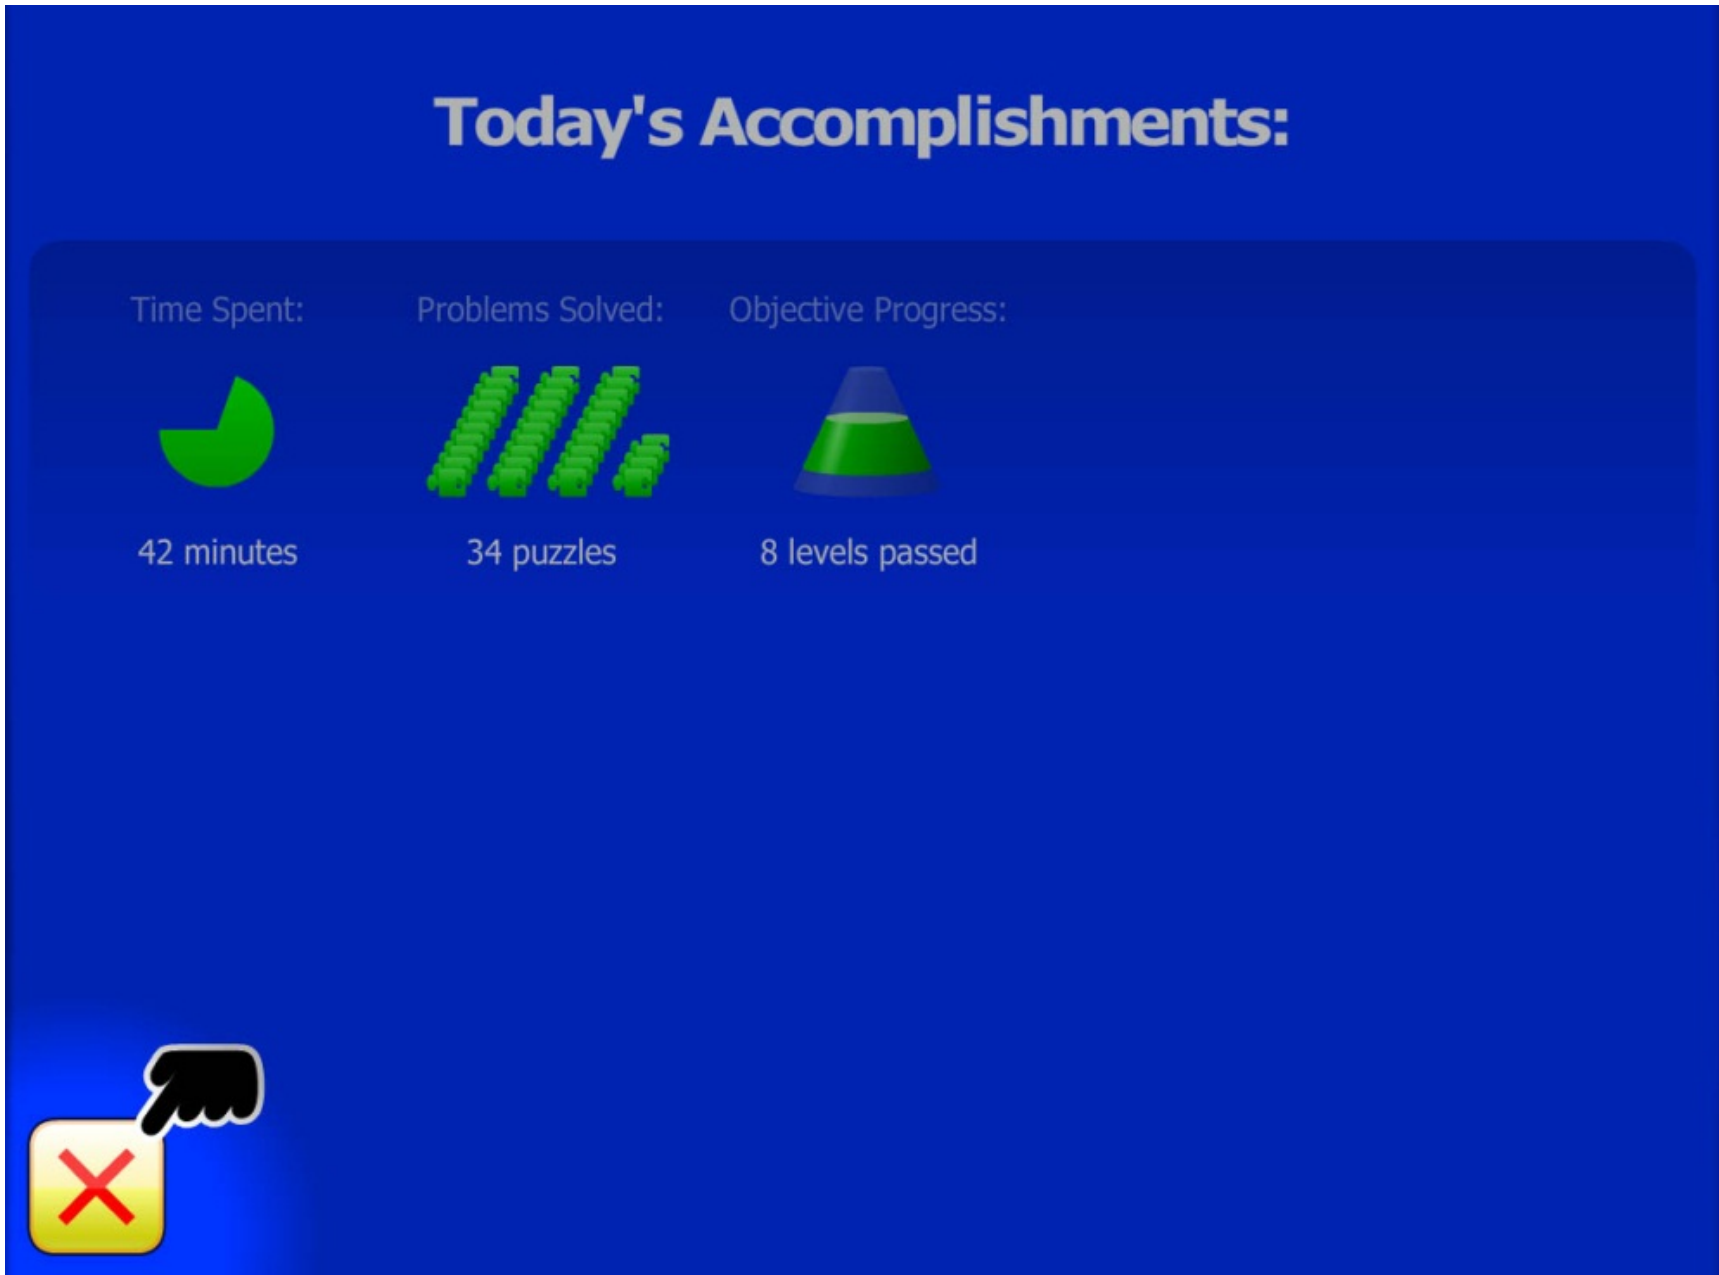 Today's Accomplishments:
Time Spent: Problems Solved: Objective Progress:
42 minutes 34 puzzles 8 levels passed